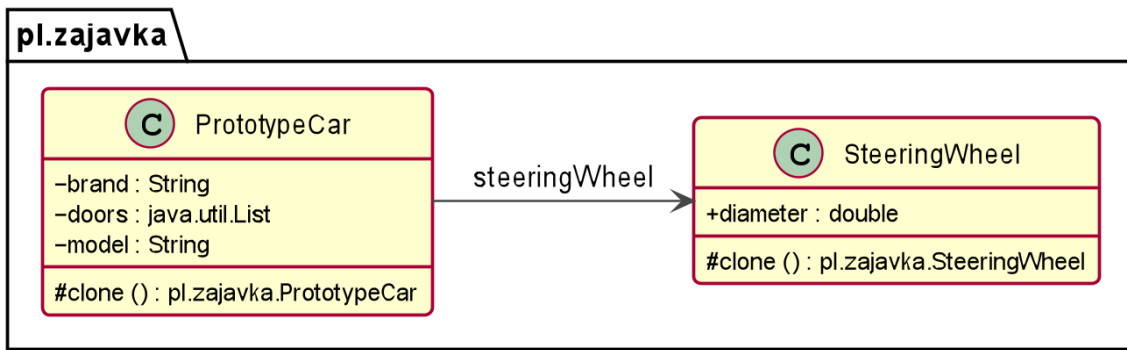 pl.zajavka
C PrototypeCar
–brand : String
–doors : java.util.List
–model : String
#clone () : pl.zajavka.PrototypeCar
steeringWheel
C SteeringWheel
+diameter : double
#clone () : pl.zajavka.SteeringWheel